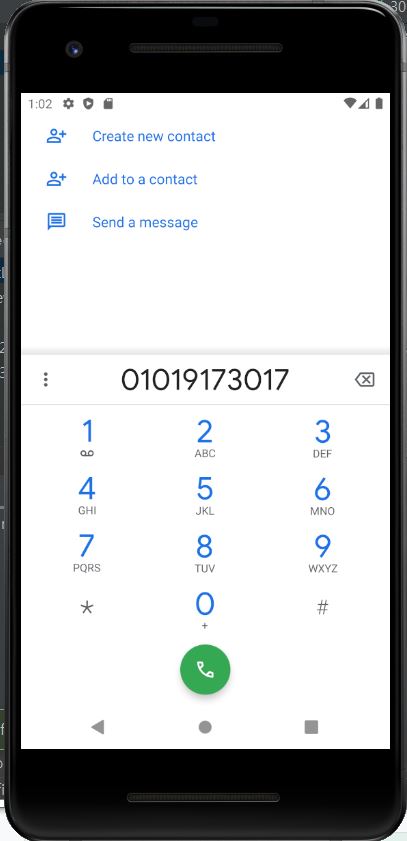 30
1:02
Create new contact
Add to a contact
Send a message
01019173017
1 2 3
ABC DEF
4 5 6
GHI JKL MNO
7 8 9
PQRS TUV WXYZ
* 0 #
+